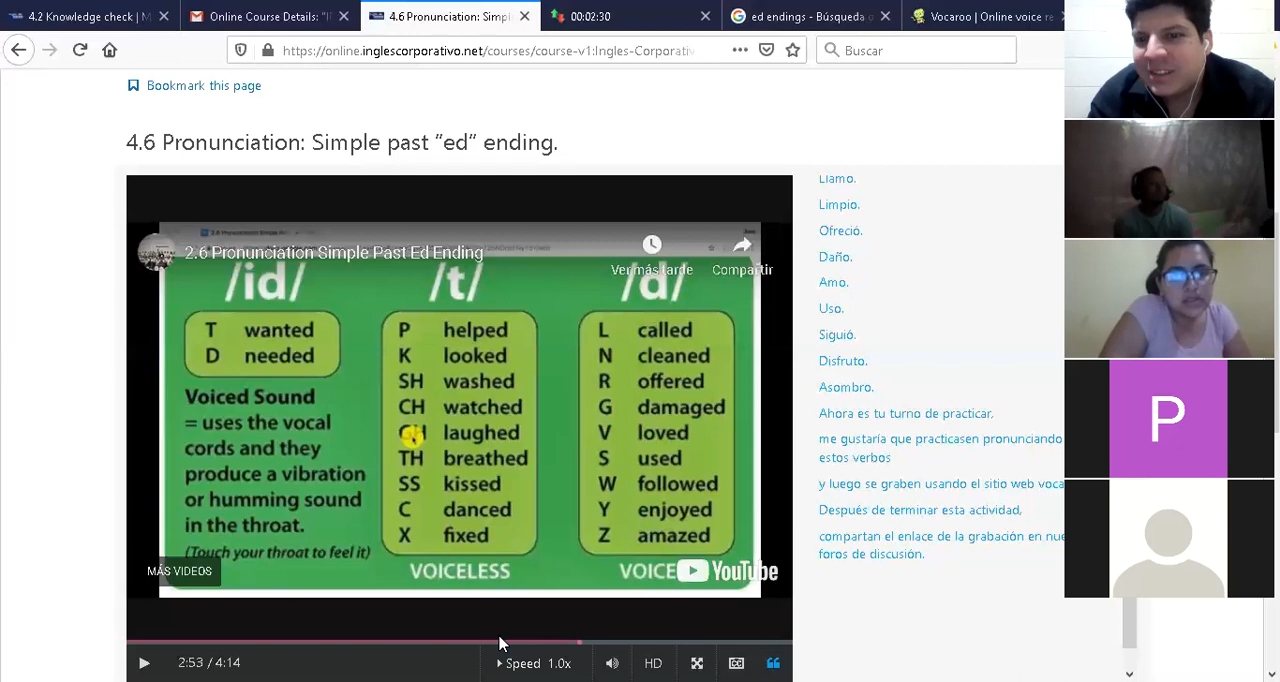 4.2 Knowledge check | M
Online Course Details: "I
4.6 Pronunciation: Simpl
00:02:30
ed endings - Búsqueda
Vocaroo | Online voice re
https://online.inglescorporativo.net/courses/course-v1:Ingles-Corporativ
Buscar
Bookmark this page
4.6 Pronunciation: Simple past “ed” ending.
2.6 Pronunciation Simple Past Ed Ending
Ver más tarde
Compartir
/id/
T wanted
D needed
Voiced Sound
= uses the vocal
cords and they
produce a vibration
or humming sound
in the throat.
(Touch your throat to feel it)
MÁS VIDEOS
/t/
P helped
K looked
SH washed
CH watched
laughed
TH breathed
SS kissed
C danced
X fixed
VOICELESS
/d/
L called
N cleaned
R offered
G damaged
V loved
S used
W followed
Y enjoyed
Z amazed
VOICE
YouTube
2:53 / 4:14
Speed 1.0x
HD
Llamo.
Limpio.
Ofreció.
Daño.
Amo.
Uso.
Siguió.
Disfruto.
Asombro.
Ahora es tu turno de practicar,
me gustaría que practicasen pronunciando
estos verbos
y luego se graben usando el sitio web voca
Después de terminar esta actividad,
compartan el enlace de la grabación en nue
foros de discusión.
P